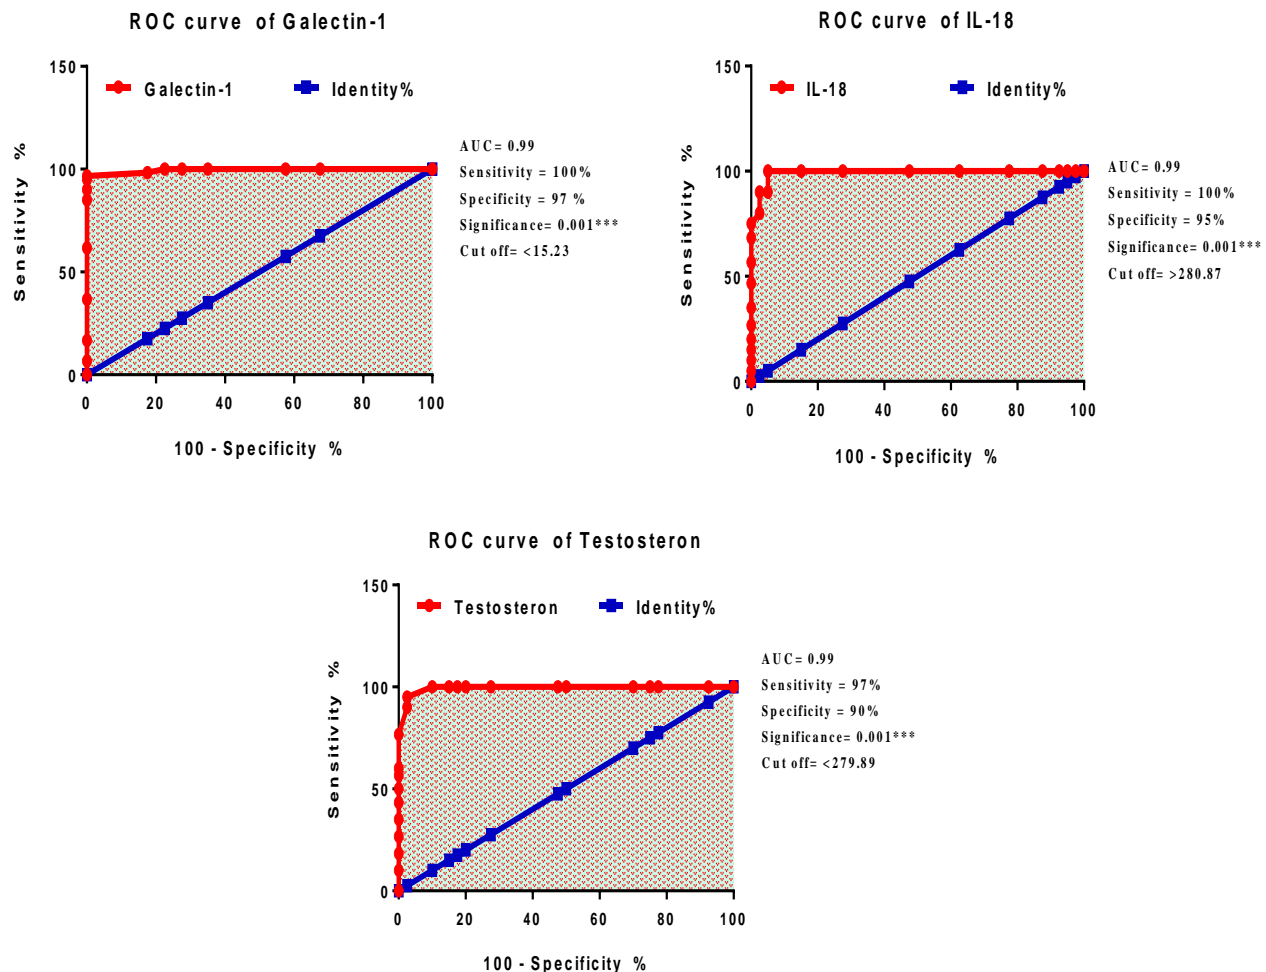 ROC curve of Galectin-1
150
100
50
0
Sensitivity %
Galectin-1
Identity%
0 20 40 60 80 100
100 - Specificity %
AUC= 0.99
Sensitivity = 100%
Specificity = 97 %
Significance= 0.001***
Cut off= <15.23
ROC curve of IL-18
150
100
50
0
Sensitivity %
IL-18
Identity%
0 20 40 60 80 100
100 - Specificity %
AUC= 0.99
Sensitivity = 100%
Specificity = 95%
Significance= 0.001***
Cut off= >280.87
ROC curve of Testosteron
150
100
50
0
Sensitivity %
Testosteron
Identity%
0 20 40 60 80 100
100 - Specificity %
AUC= 0.99
Sensitivity = 97%
Specificity = 90%
Significance= 0.001***
Cut off= <279.89